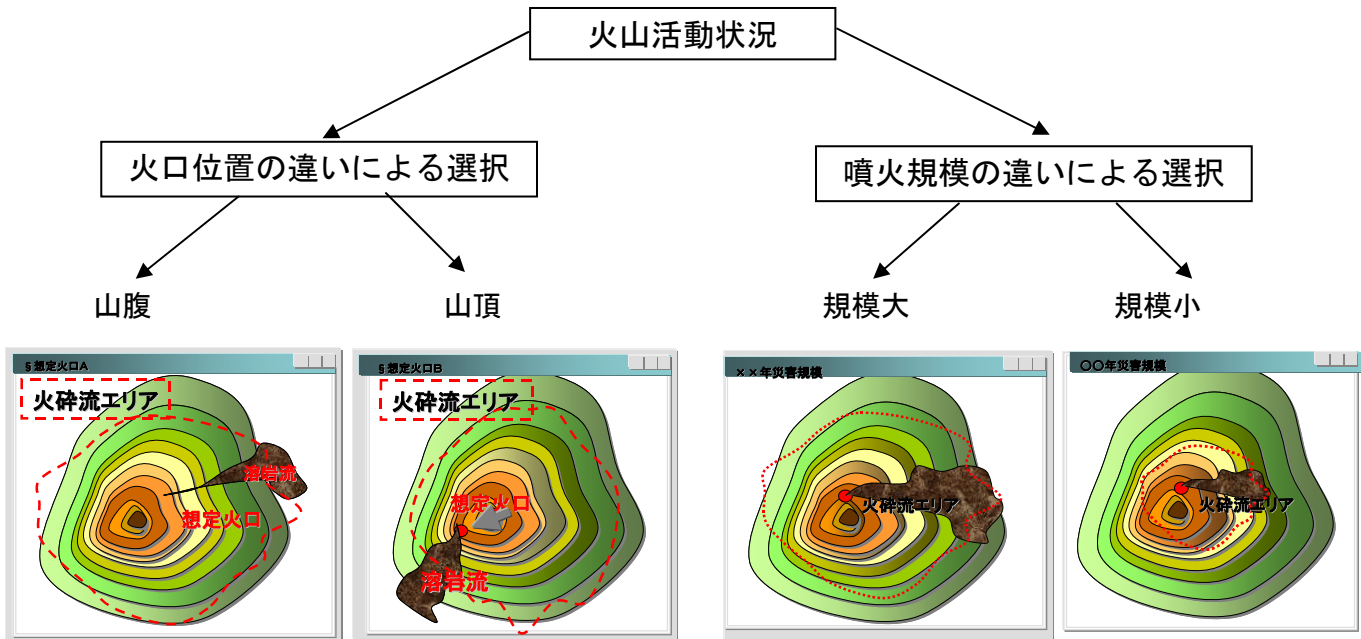 火山活動状況
火口位置の違いによる選択
噴火規模の違いによる選択
山腹
山頂
規模大
規模小
§想定火口A
火砕流エリア
溶岩流
想定火口
§想定火口B
火砕流エリア
想定火口
溶岩流
××年災害規模
火砕流エリア
〇〇年災害規模
火砕流エリア